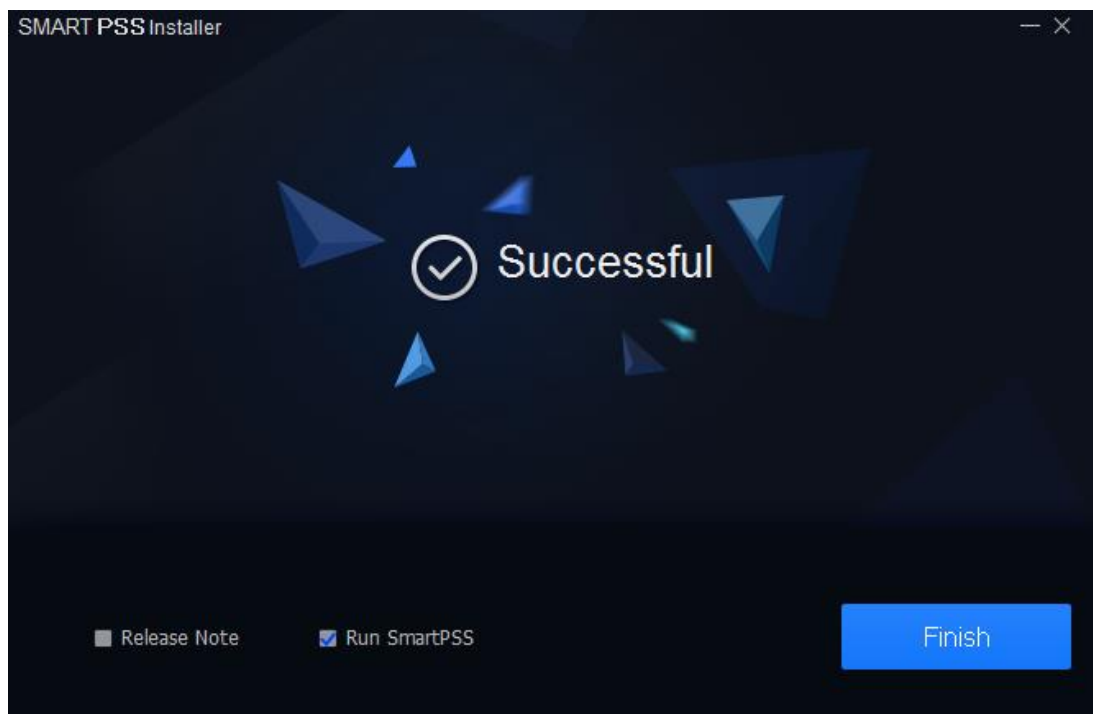 SMART PSS Installer
Successful
Release Note
Run SmartPSS
Finish